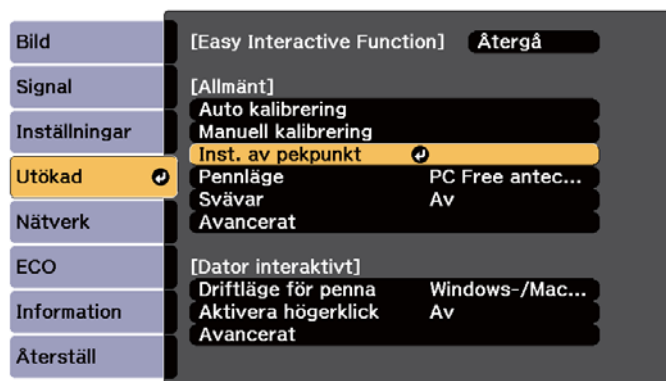 Bild
Signal
Inställningar
Utökad
Nätverk
ECO
Information
Återställ
[Easy Interactive Function] Återgå
[Allmänt]
Auto kalibrering
Manuell kalibrering
Inst. av pekpunkt
Pennläge PC Free antec...
Svävar Av
Avancerat
[Dator interaktivt]
Driftläge för penna Windows-/Mac...
Aktivera högerklick Av
Avancerat